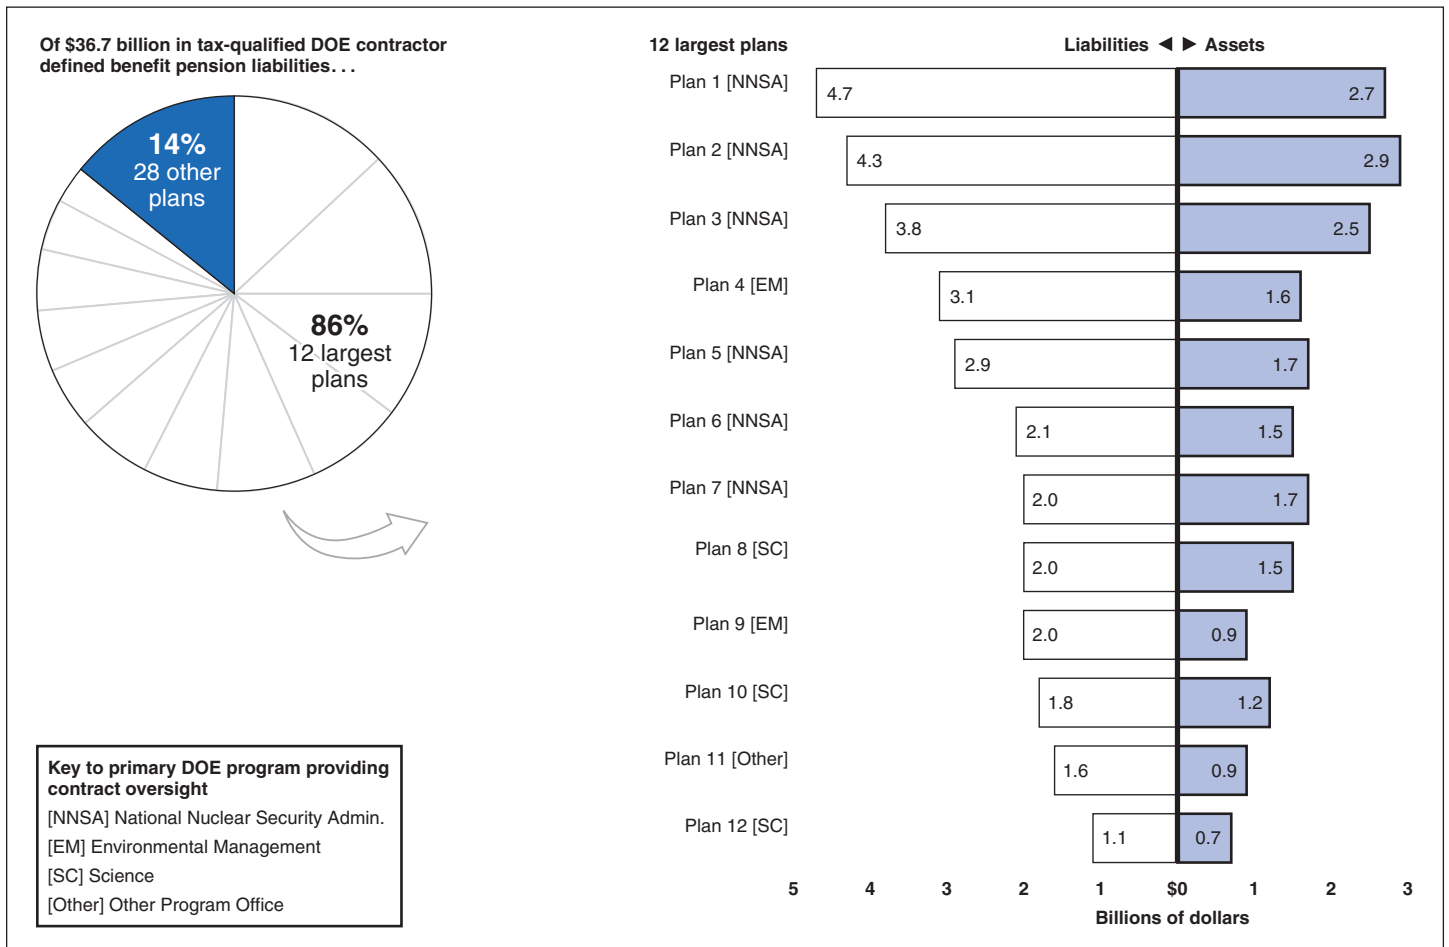 Of $36.7 billion in tax-qualified DOE contractor
defined benefit pension liabilities...
14%
28 other
plans
86%
12 largest
plans
Key to primary DOE program providing
contract oversight
[NNSA] National Nuclear Security Admin.
[EM] Environmental Management
[SC] Science
[Other] Other Program Office
12 largest plans Liabilities ◀ ▶ Assets
Plan 1 [NNSA] 4.7 2.7
Plan 2 [NNSA] 4.3 2.9
Plan 3 [NNSA] 3.8 2.5
Plan 4 [EM] 3.1 1.6
Plan 5 [NNSA] 2.9 1.7
Plan 6 [NNSA] 2.1 1.5
Plan 7 [NNSA] 2.0 1.7
Plan 8 [SC] 2.0 1.5
Plan 9 [EM] 2.0 0.9
Plan 10 [SC] 1.8 1.2
Plan 11 [Other] 1.6 0.9
Plan 12 [SC] 1.1 0.7
5 4 3 2 1 $0 1 2 3
Billions of dollars